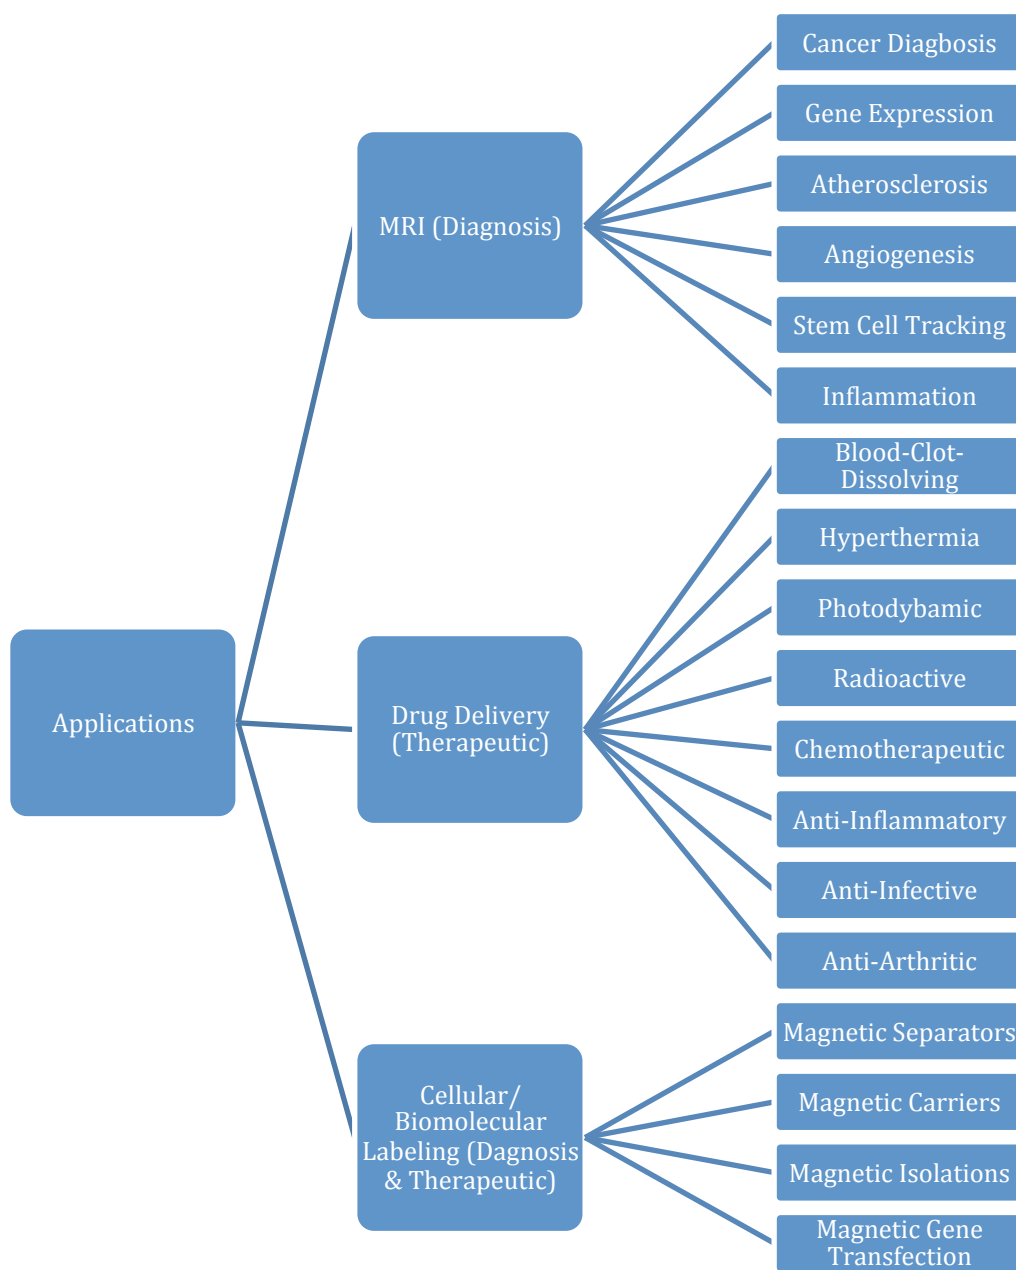 Applications
MRI (Diagnosis)
Cancer Diagbosis
Gene Expression
Atherosclerosis
Angiogenesis
Stem Cell Tracking
Inflammation
Drug Delivery
(Therapeutic)
Blood-Clot-
Dissolving
Hyperthermia
Photodybamic
Radioactive
Chemotherapeutic
Anti-Inflammatory
Anti-Infective
Anti-Arthritic
Cellular/
Biomolecular
Labeling (Dagnosis
& Therapeutic)
Magnetic Separators
Magnetic Carriers
Magnetic Isolations
Magnetic Gene
Transfection